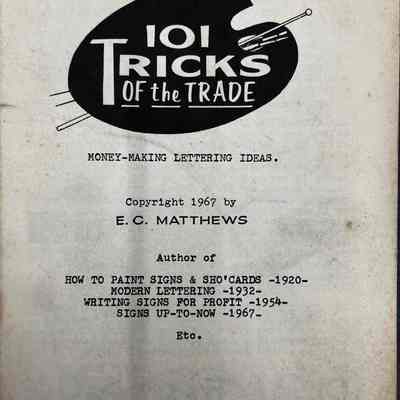 101
TRICKS
OF the TRADE
MONEY-MAKING LETTERING IDEAS.
Copyright 1967 by
E. C. MATTHEWS
Author of
HOW TO PAINT SIGNS & SHO'CARDS -1920-
MODERN LETTERING -1932-
WRITING SIGNS FOR PROFIT -1954-
SIGNS UP-TO-NOW -1967-
Etc.